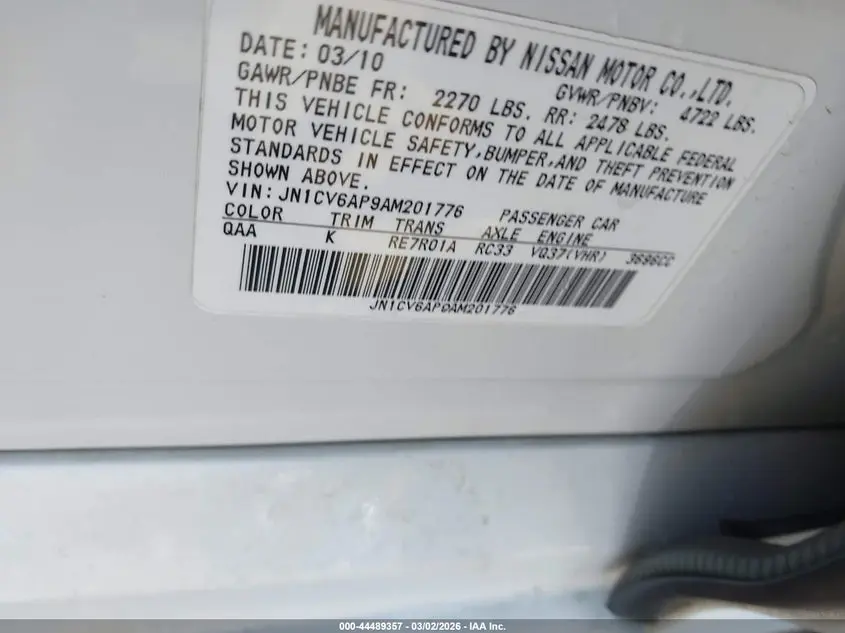 MANUFACTURED BY NISSAN MOTOR CO.,LTD.
DATE: 03/10
GAWR/PNBE FR: 2270 LBS. RR: 2478 LBS. GVWR/PNBV: 4722 LBS.
THIS VEHICLE CONFORMS TO ALL APPLICABLE FEDERAL
MOTOR VEHICLE SAFETY,BUMPER,AND THEFT PREVENTION
STANDARDS IN EFFECT ON THE DATE OF MANUFACTURE
SHOWN ABOVE.
VIN: JN1CV6AP9AM201776 PASSENGER CAR
COLOR TRIM TRANS AXLE ENGINE
QAA K RE7R01A RC33 VQ37(VHR) 3696CC
JN1CV6AP9AM201776
000-44489357 - 03/02/2026 - IAA Inc.